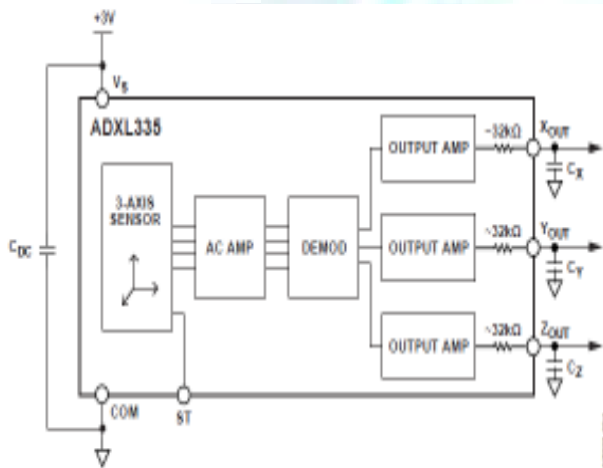 +3V
VS
ADXL335
3-AXIS
SENSOR
AC AMP
DEMOD
OUTPUT AMP
~32kΩ
XOUT
CX
OUTPUT AMP
~32kΩ
YOUT
CY
OUTPUT AMP
~32kΩ
ZOUT
CZ
CDC
COM
ST